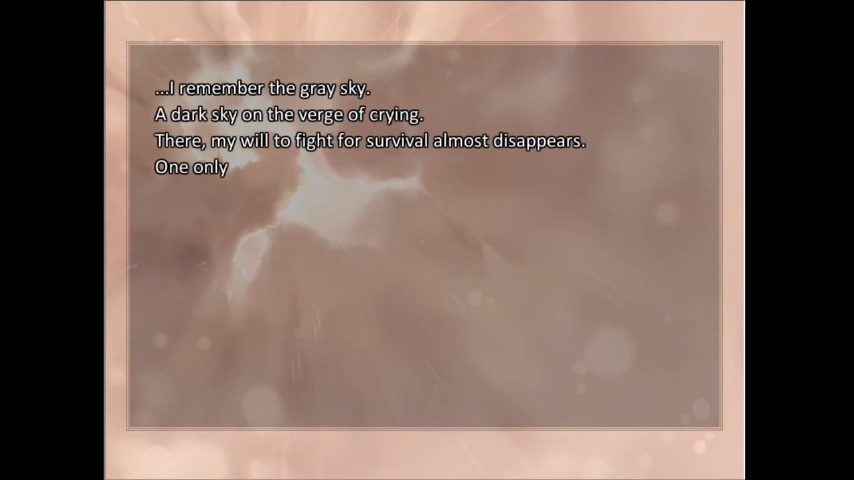 ...I remember the gray sky.
A dark sky on the verge of crying.
There, my will to fight for survival almost disappears.
One only